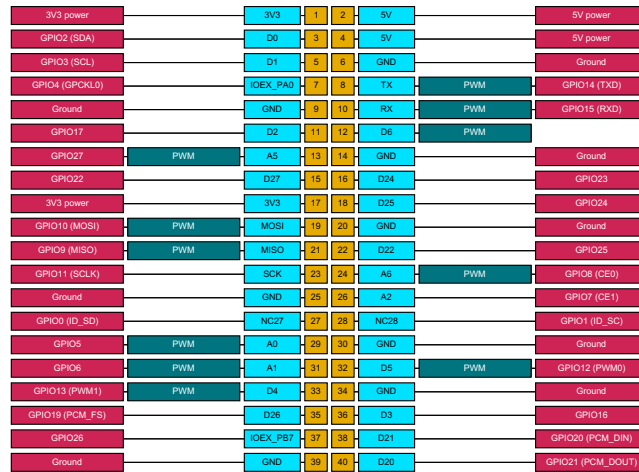 3V3 power 3V3 1 2 5V 5V power
GPIO2 (SDA) D0 3 4 5V 5V power
GPIO3 (SCL) D1 5 6 GND Ground
GPIO4 (GPCKL0) IOEX_PA0 7 8 TX PWM GPIO14 (TXD)
Ground GND 9 10 RX PWM GPIO15 (RXD)
GPIO17 D2 11 12 D6 PWM
GPIO27 PWM A5 13 14 GND Ground
GPIO22 D27 15 16 D24 GPIO23
3V3 power 3V3 17 18 D25 GPIO24
GPIO10 (MOSI) PWM MOSI 19 20 GND Ground
GPIO9 (MISO) PWM MISO 21 22 D22 GPIO25
GPIO11 (SCLK) SCK 23 24 A6 PWM GPIO8 (CE0)
Ground GND 25 26 A2 GPIO7 (CE1)
GPIO0 (ID_SD) NC27 27 28 NC28 GPIO1 (ID_SC)
GPIO5 PWM A0 29 30 GND Ground
GPIO6 PWM A1 31 32 D5 PWM GPIO12 (PWM0)
GPIO13 (PWM1) PWM D4 33 34 GND Ground
GPIO19 (PCM_FS) D26 35 36 D3 GPIO16
GPIO26 IOEX_PB7 37 38 D21 GPIO20 (PCM_DIN)
Ground GND 39 40 D20 GPIO21 (PCM_DOUT)